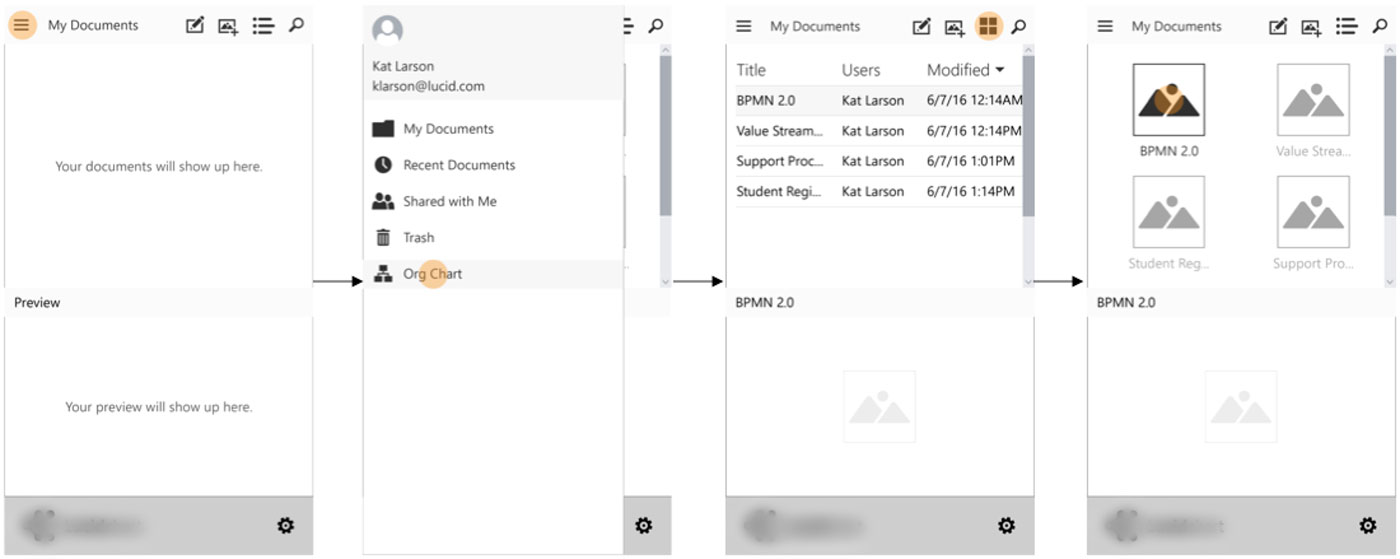 My Documents
Your documents will show up here.
Preview
Your preview will show up here.
Kat Larson
klarson@lucid.com
My Documents
Recent Documents
Shared with Me
Trash
Org Chart
My Documents
Title Users Modified
BPMN 2.0 Kat Larson 6/7/16 12:14AM
Value Stream... Kat Larson 6/7/16 12:14PM
Support Proc... Kat Larson 6/7/16 1:01PM
Student Regi... Kat Larson 6/7/16 1:14PM
BPMN 2.0
My Documents
BPMN 2.0 Value Strea...
Student Reg... Support Pro...
BPMN 2.0